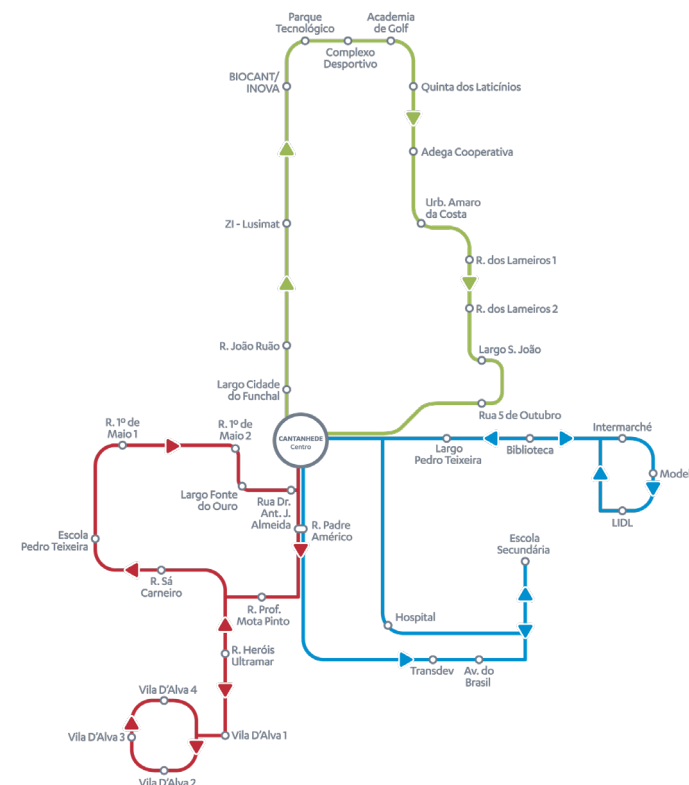 Parque
Tecnológico
Academia
de Golf
Complexo
Desportivo
BIOCANT/
INOVA
Quinta dos Laticínios
Adega Cooperativa
Urb. Amaro
da Costa
ZI - Lusimat
R. dos Lameiros 1
R. dos Lameiros 2
R. João Ruão
Largo S. João
Largo Cidade
do Funchal
Rua 5 de Outubro
R. 1º de
Maio 1
R. 1º de
Maio 2
CANTANHEDE
Centro
Largo
Pedro Teixeira
Biblioteca
Intermarché
Model
LIDL
Largo Fonte
do Ouro
Rua Dr.
Ant. J.
Almeida
R. Padre
Américo
Escola
Pedro Teixeira
Escola
Secundária
R. Sá
Carneiro
R. Prof.
Mota Pinto
Hospital
R. Heróis
Ultramar
Transdev
Av. do
Brasil
Vila D'Alva 4
Vila D'Alva 3
Vila D'Alva 1
Vila D'Alva 2